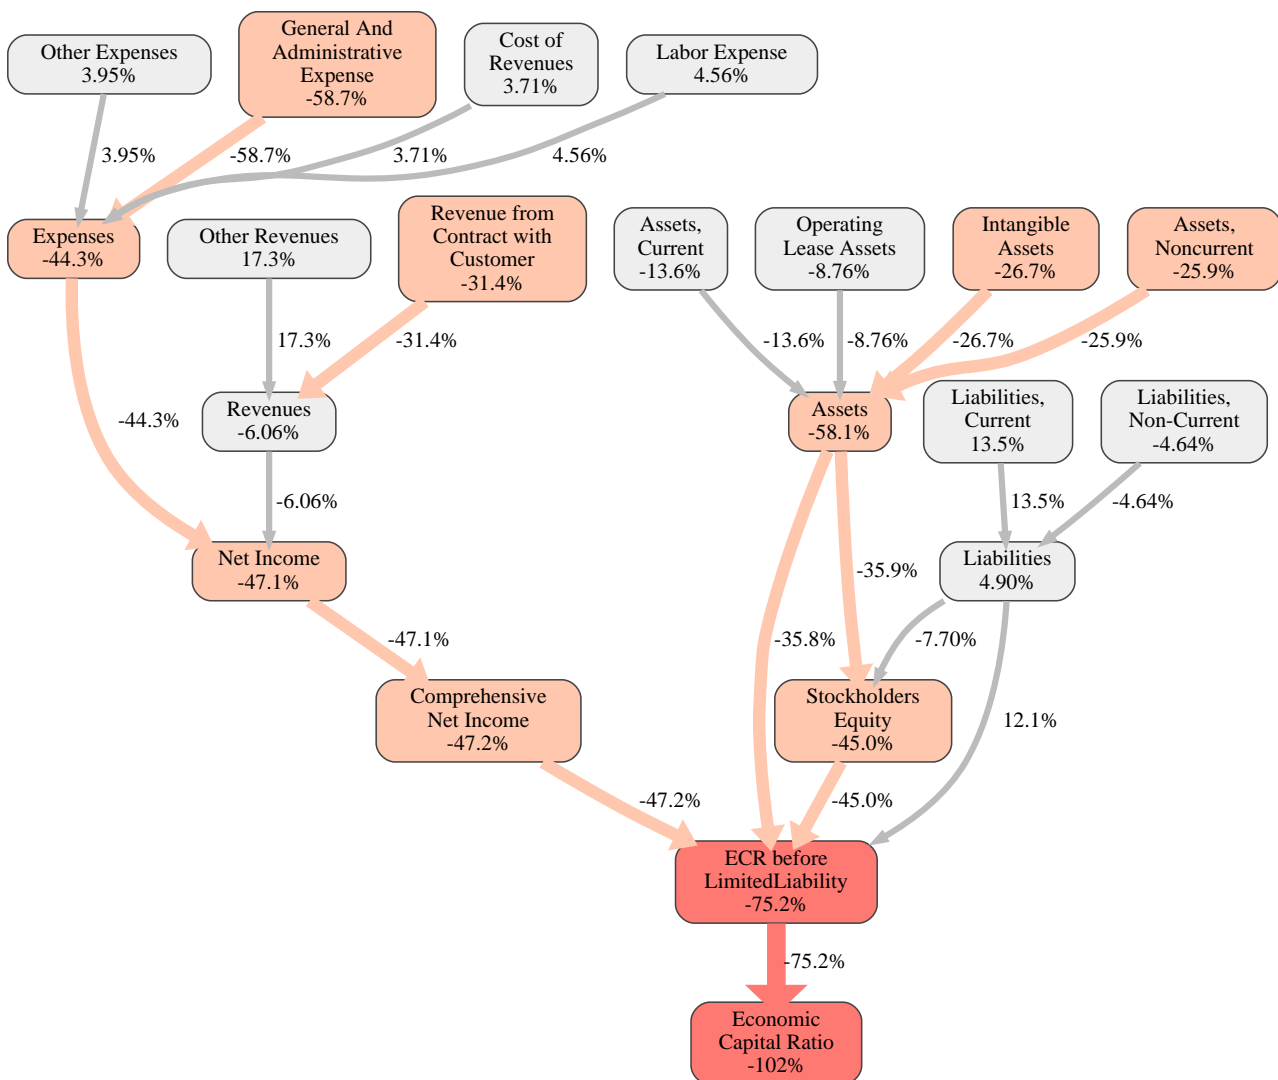 Other Expenses
3.95%
General And
Administrative
Expense
-58.7%
Cost of
Revenues
3.71%
Labor Expense
4.56%
3.95%
-58.7%
3.71%
4.56%
Expenses
-44.3%
Other Revenues
17.3%
Revenue from
Contract with
Customer
-31.4%
Assets,
Current
-13.6%
Operating
Lease Assets
-8.76%
Intangible
Assets
-26.7%
Assets,
Noncurrent
-25.9%
17.3%
-31.4%
-13.6%
-8.76%
-26.7%
-25.9%
-44.3%
Revenues
-6.06%
Assets
-58.1%
Liabilities,
Current
13.5%
Liabilities,
Non-Current
-4.64%
-6.06%
13.5%
-4.64%
Net Income
-47.1%
-35.9%
Liabilities
4.90%
-47.1%
-35.8%
-7.70%
Comprehensive
Net Income
-47.2%
Stockholders
Equity
-45.0%
12.1%
-47.2%
-45.0%
ECR before
LimitedLiability
-75.2%
-75.2%
Economic
Capital Ratio
-102%